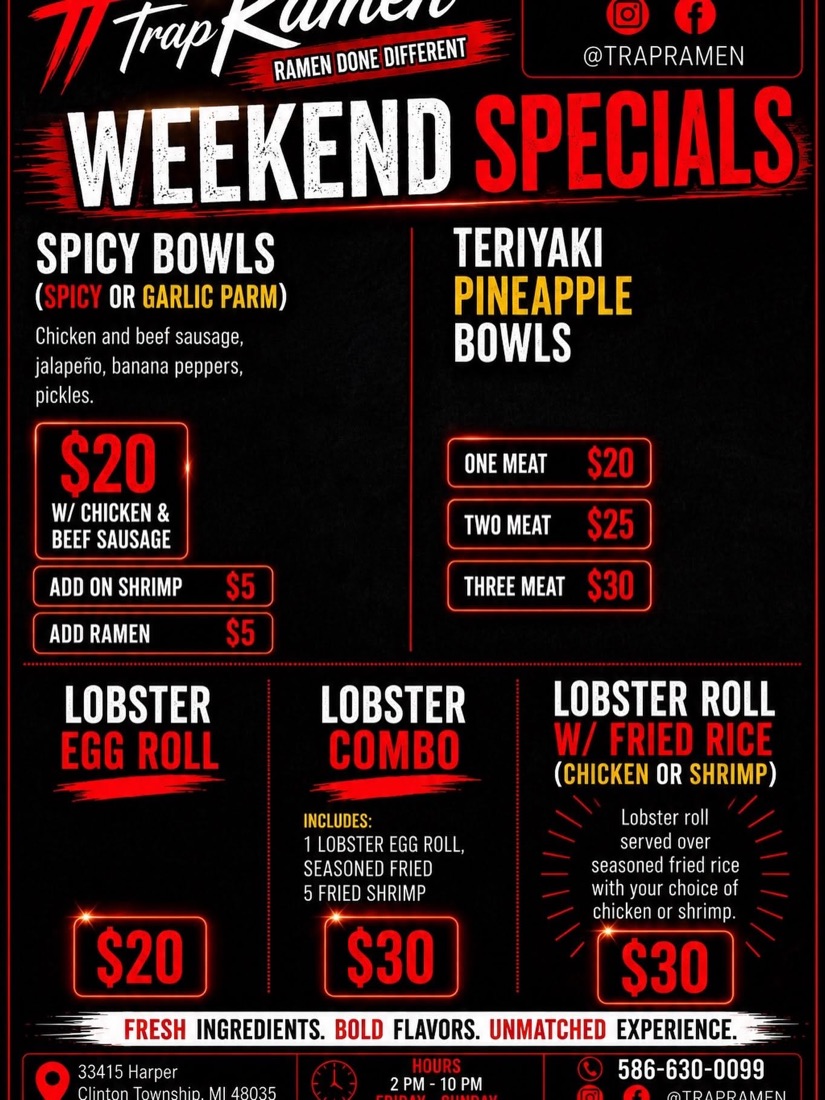 Trap Ramen
RAMEN DONE DIFFERENT
@TRAPRAMEN
WEEKEND SPECIALS
SPICY BOWLS
(SPICY OR GARLIC PARM)
Chicken and beef sausage,
jalapeño, banana peppers,
pickles.
$20
W/ CHICKEN &
BEEF SAUSAGE
ADD ON SHRIMP $5
ADD RAMEN $5
TERIYAKI
PINEAPPLE
BOWLS
ONE MEAT $20
TWO MEAT $25
THREE MEAT $30
LOBSTER
EGG ROLL
$20
LOBSTER
COMBO
INCLUDES:
1 LOBSTER EGG ROLL,
SEASONED FRIED
5 FRIED SHRIMP
$30
LOBSTER ROLL
W/ FRIED RICE
(CHICKEN OR SHRIMP)
Lobster roll
served over
seasoned fried rice
with your choice of
chicken or shrimp.
$30
FRESH INGREDIENTS. BOLD FLAVORS. UNMATCHED EXPERIENCE.
33415 Harper
Clinton Township, MI 48035
HOURS
2 PM - 10 PM
FRIDAY - SUNDAY
586-630-0099
@TRAPRAMEN